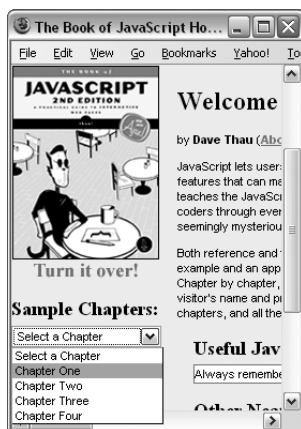 The Book of JavaScript Ho...
File Edit View Go Bookmarks Yahoo!
THE BOOK of
JAVASCRIPT
2ND EDITION
A PRACTICAL GUIDE TO INTERACTIVE
WEB PAGES
Turn it over!
Sample Chapters:
Select a Chapter
Select a Chapter
Chapter One
Chapter Two
Chapter Three
Chapter Four
Welcome
by Dave Thau (Abc
JavaScript lets users
features that can ma
teaches the JavaScr
coders through ever
seemingly mysteriou
Both reference and
example and an app
Chapter by chapter,
visitor's name and pr
chapters, and all the
Useful Jav
Always remembe